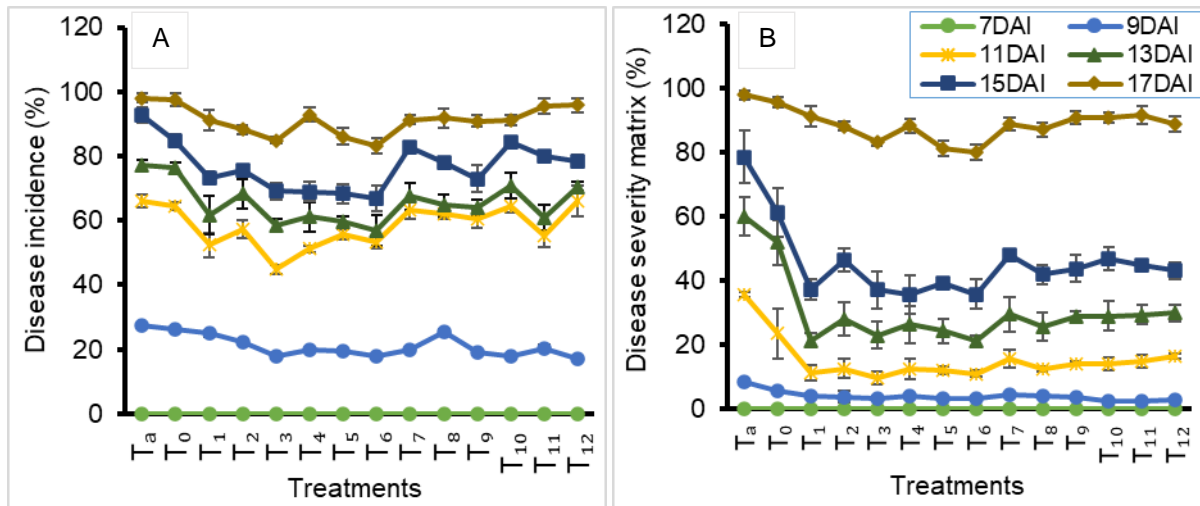 A
Disease incidence (%)
120
100
80
60
40
20
0
Tₐ T₀ T₁ T₂ T₃ T₄ T₅ T₆ T₇ T₈ T₉ T₁₀ T₁₁ T₁₂
Treatments
B
Disease severity matrix (%)
120
100
80
60
40
20
0
7DAI 9DAI
11DAI 13DAI
15DAI 17DAI
Tₐ T₀ T₁ T₂ T₃ T₄ T₅ T₆ T₇ T₈ T₉ T₁₀ T₁₁ T₁₂
Treatments